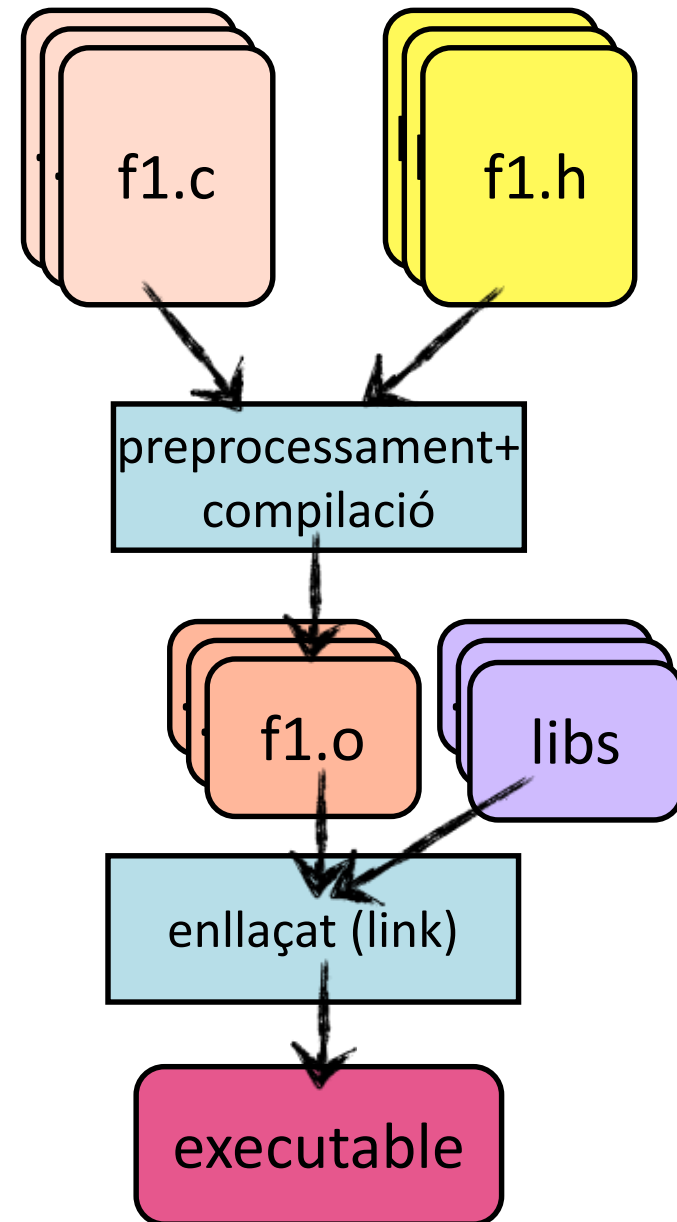 f1.c
f1.h
preprocessament+
compilació
f1.o
libs
enllaçat (link)
executable